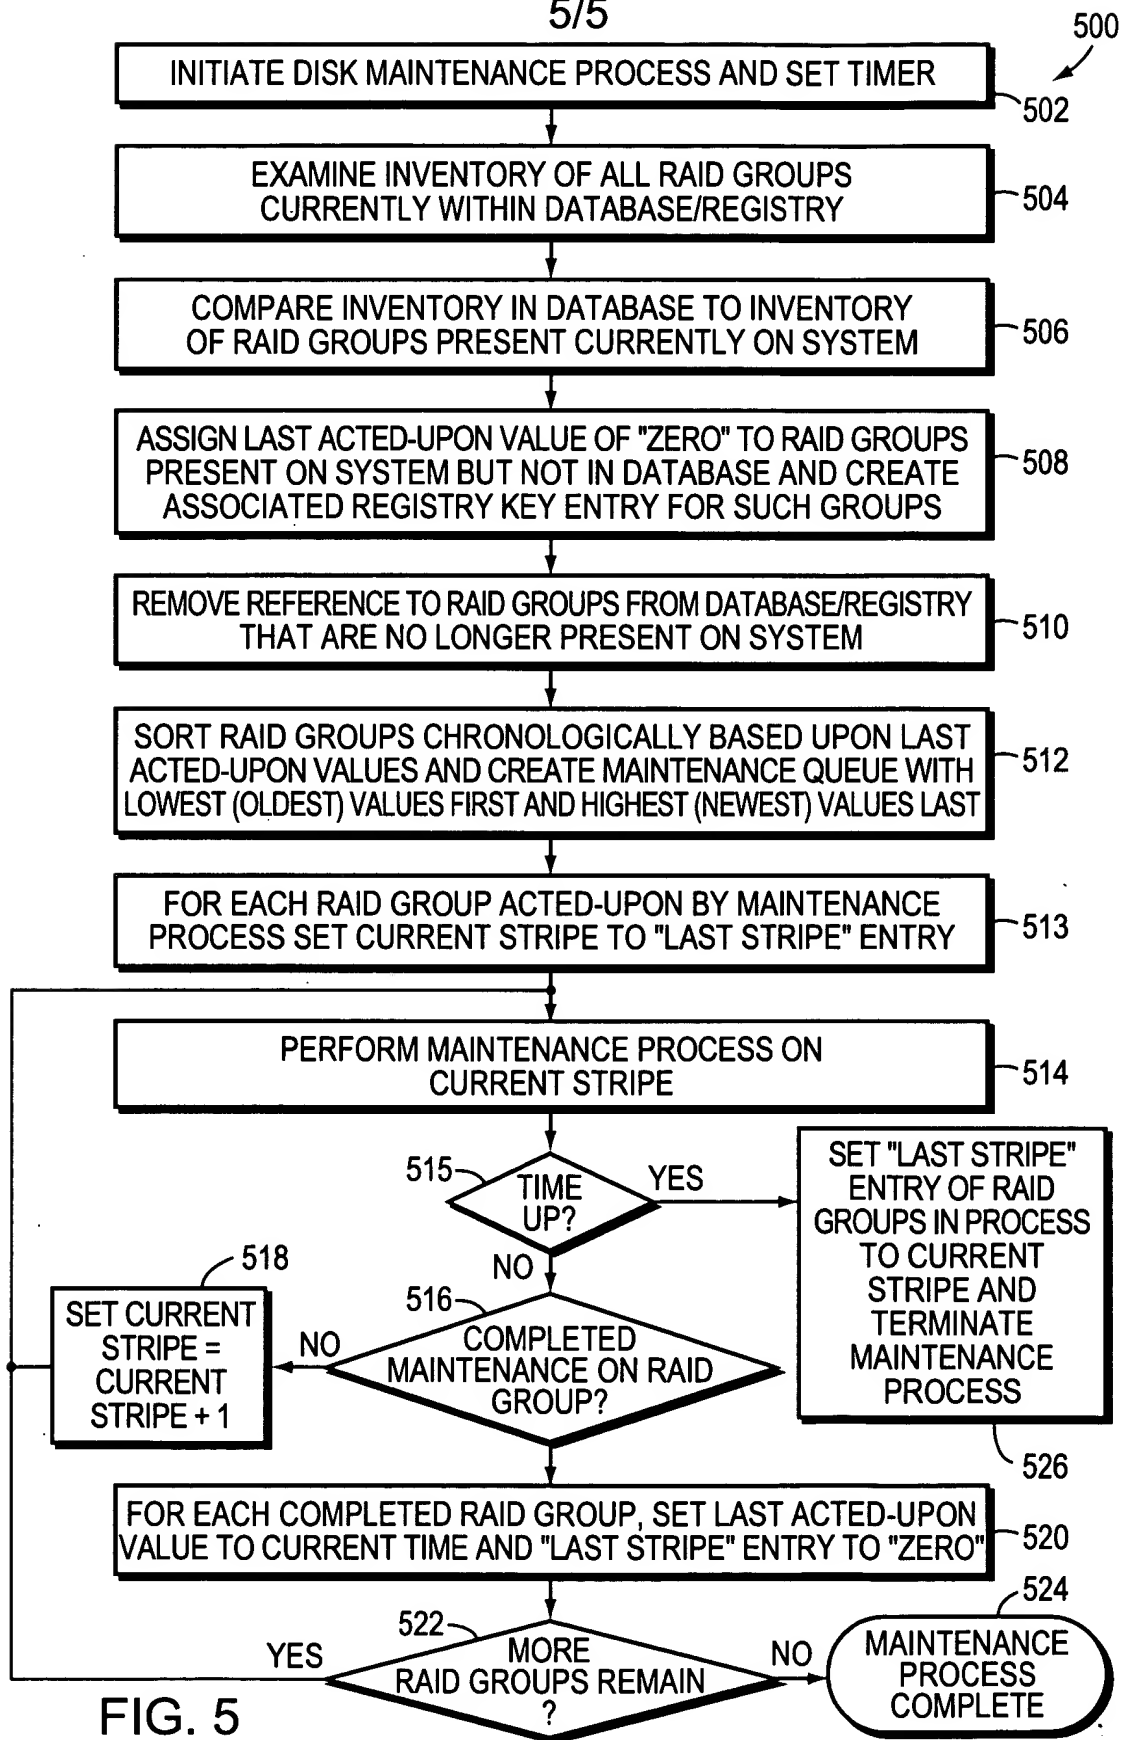 5/5
500
INITIATE DISK MAINTENANCE PROCESS AND SET TIMER
502
EXAMINE INVENTORY OF ALL RAID GROUPS
CURRENTLY WITHIN DATABASE/REGISTRY
504
COMPARE INVENTORY IN DATABASE TO INVENTORY
OF RAID GROUPS PRESENT CURRENTLY ON SYSTEM
506
ASSIGN LAST ACTED-UPON VALUE OF "ZERO" TO RAID GROUPS
PRESENT ON SYSTEM BUT NOT IN DATABASE AND CREATE
ASSOCIATED REGISTRY KEY ENTRY FOR SUCH GROUPS
508
REMOVE REFERENCE TO RAID GROUPS FROM DATABASE/REGISTRY
THAT ARE NO LONGER PRESENT ON SYSTEM
510
SORT RAID GROUPS CHRONOLOGICALLY BASED UPON LAST
ACTED-UPON VALUES AND CREATE MAINTENANCE QUEUE WITH
LOWEST (OLDEST) VALUES FIRST AND HIGHEST (NEWEST) VALUES LAST
512
FOR EACH RAID GROUP ACTED-UPON BY MAINTENANCE
PROCESS SET CURRENT STRIPE TO "LAST STRIPE" ENTRY
513
PERFORM MAINTENANCE PROCESS ON
CURRENT STRIPE
514
515
TIME
UP?
YES
NO
SET "LAST STRIPE"
ENTRY OF RAID
GROUPS IN PROCESS
TO CURRENT
STRIPE AND
TERMINATE
MAINTENANCE
PROCESS
526
516
COMPLETED
MAINTENANCE ON RAID
GROUP?
NO
518
SET CURRENT
STRIPE =
CURRENT
STRIPE + 1
FOR EACH COMPLETED RAID GROUP, SET LAST ACTED-UPON
VALUE TO CURRENT TIME AND "LAST STRIPE" ENTRY TO "ZERO"
520
522
MORE
RAID GROUPS REMAIN
?
YES
NO
524
MAINTENANCE
PROCESS
COMPLETE
FIG. 5